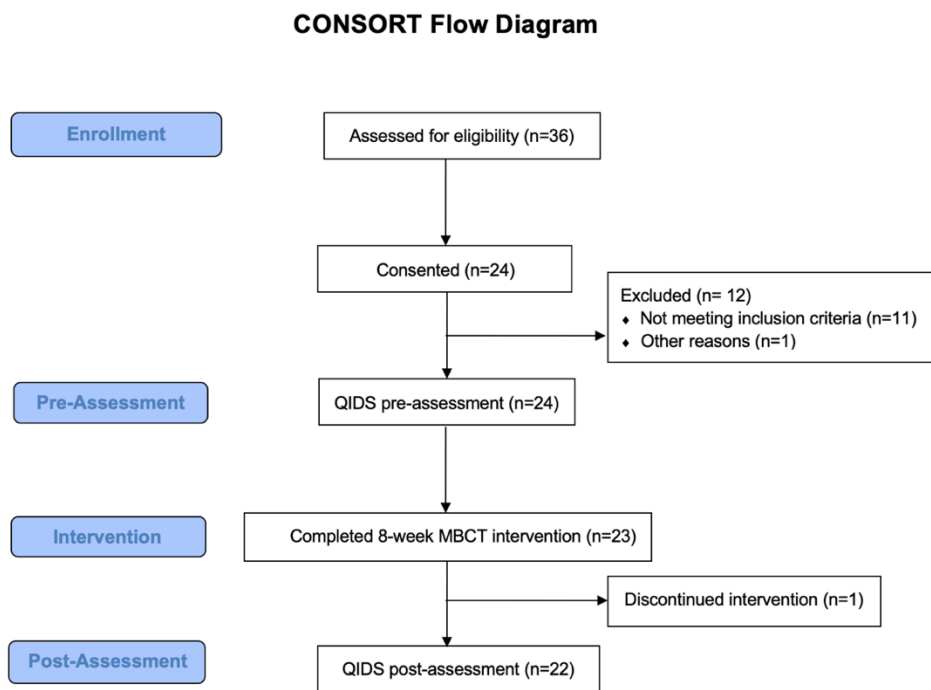 CONSORT Flow Diagram
Enrollment
Assessed for eligibility (n=36)
Consented (n=24)
Excluded (n= 12)
♦ Not meeting inclusion criteria (n=11)
♦ Other reasons (n=1)
Pre-Assessment
QIDS pre-assessment (n=24)
Intervention
Completed 8-week MBCT intervention (n=23)
Discontinued intervention (n=1)
Post-Assessment
QIDS post-assessment (n=22)